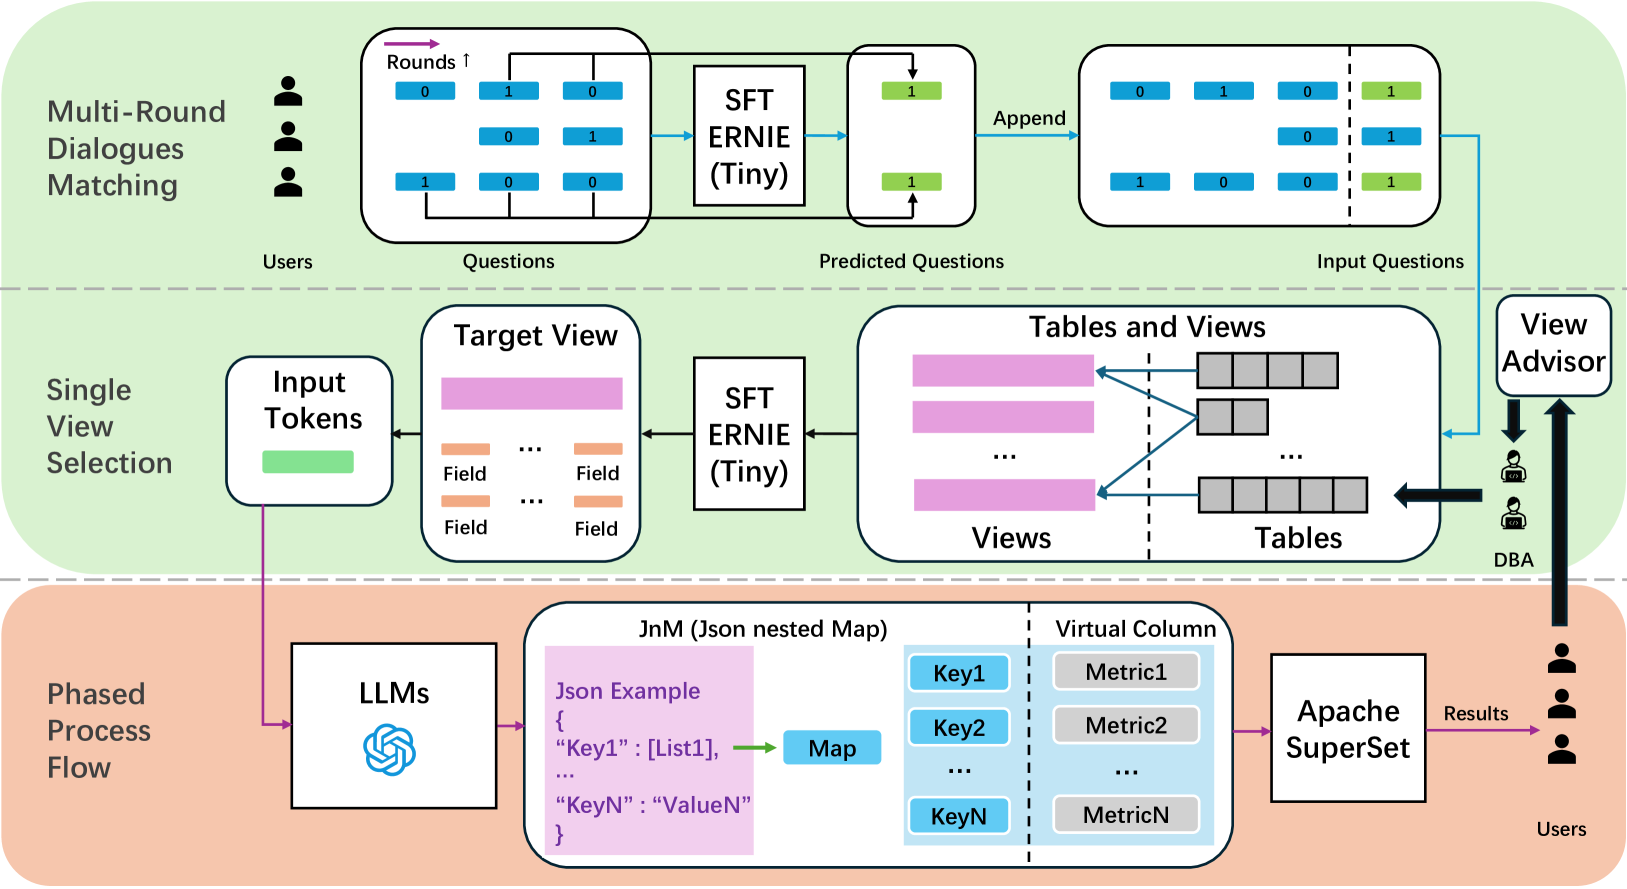 Multi-Round
Dialogues
Matching
Users
Rounds ↑
0 1 0
0 1
1 0 0
Questions
SFT
ERNIE
(Tiny)
1
1
Predicted Questions
Append
0 1 0 1
0 1
1 0 0 1
Input Questions
Single
View
Selection
Input
Tokens
Target View
...
Field Field
...
Field Field
SFT
ERNIE
(Tiny)
Tables and Views
... ...
Views Tables
View
Advisor
DBA
Phased
Process
Flow
LLMs
JnM (Json nested Map)
Json Example
{
“Key1” : [List1],
...
“KeyN” : “ValueN”
}
Map
Virtual Column
Key1 Metric1
Key2 Metric2
... ...
KeyN MetricN
Apache
SuperSet
Results
Users